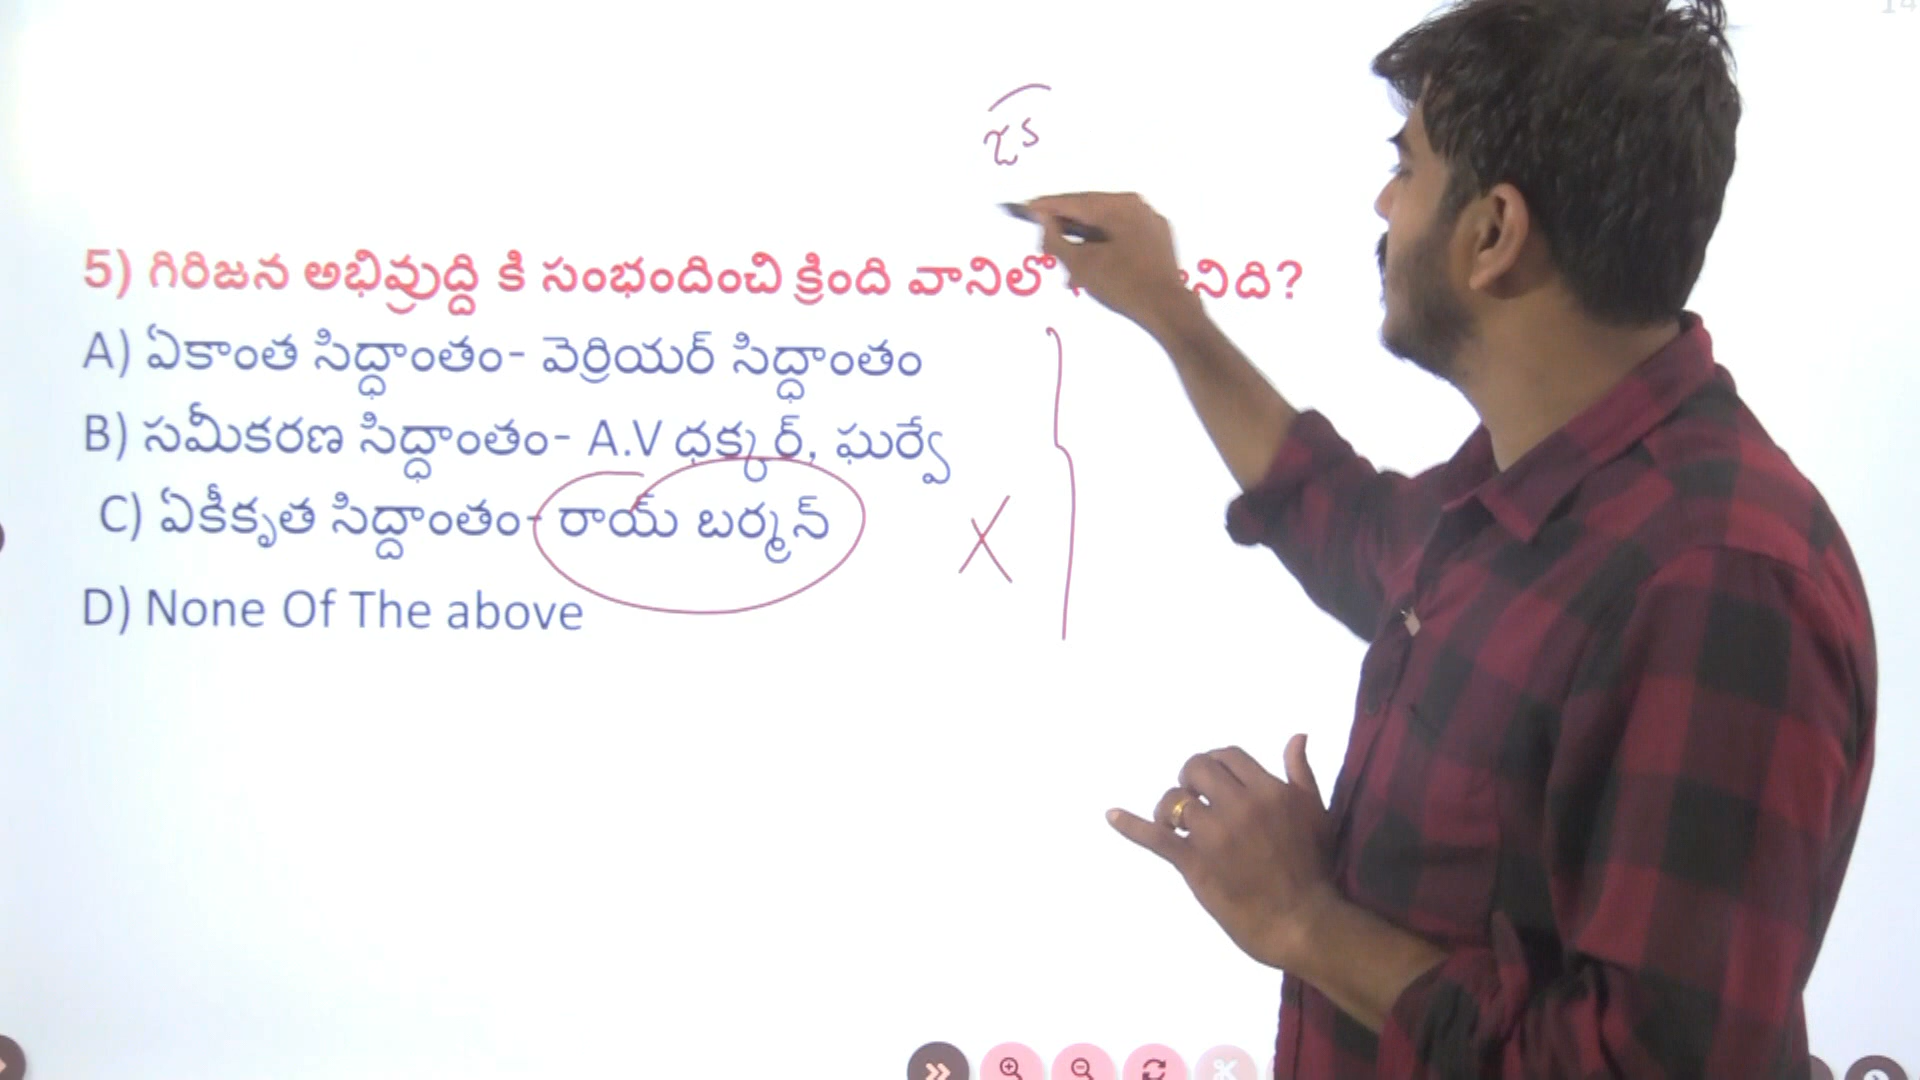 5) గిరిజన అభివ్రుద్ది కి సంభందించి క్రింది వానిలో నిది?
A) ఏకాంత సిద్ధాంతం- వెర్రియర్ సిద్ధాంతం
B) సమీకరణ సిద్ధాంతం- A.V ధక్కర్, ఘుర్వే
C) ఏకీకృత సిద్దాంతం- రాయ్ బర్మన్
D) None Of The above